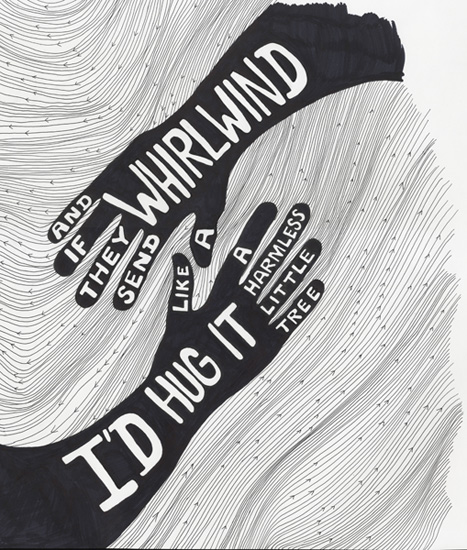 AND
IF
THEY
SEND
A
WHIRLWIND
I'D HUG IT
LIKE
A
HARMLESS
LITTLE
TREE